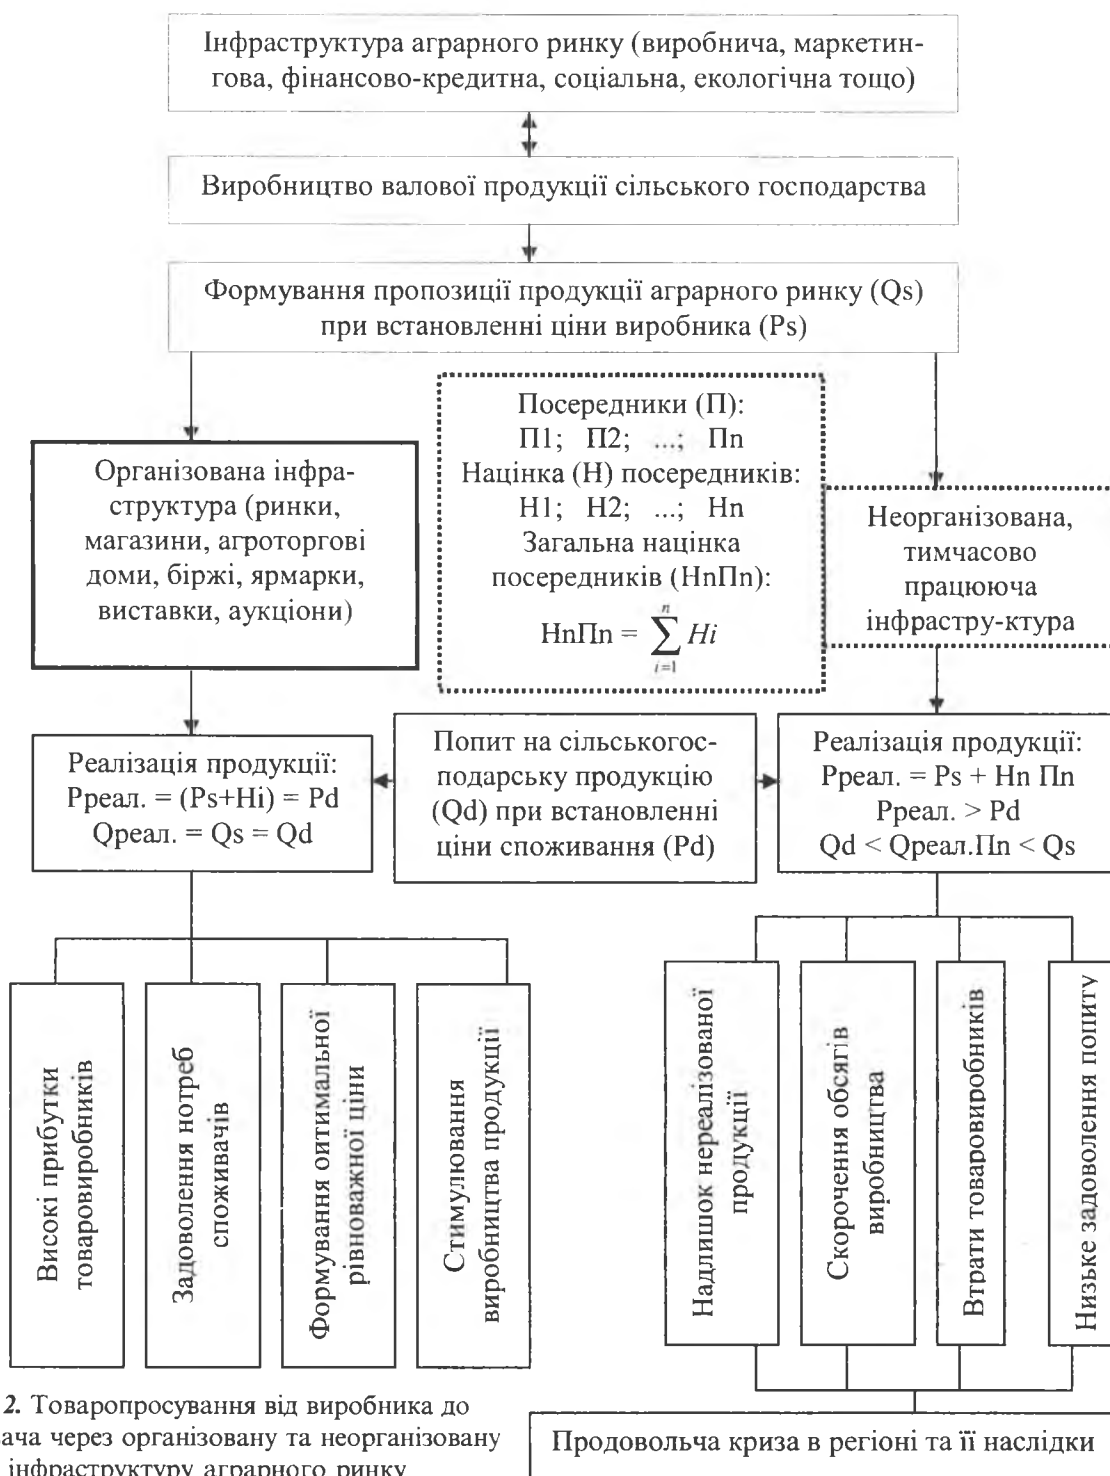 Інфраструктура аграрного ринку (виробнича, маркетин-
гова, фінансово-кредитна, соціальна, екологічна тощо)
Виробництво валової продукції сільського господарства
Формування пропозиції продукції аграрного ринку (Qs)
при встановленні ціни виробника (Ps)
Організована інфра-
структура (ринки,
магазини, агроторгові
доми, біржі, ярмарки,
виставки, аукціони)
Посередники (П):
П1; П2; ...; Пn
Націнка (Н) посередників:
Н1; Н2; ...; Нn
Загальна націнка
посередників (НnПn):
НnПn = \sum_{i=1}^{n} Hi
Неорганізована,
тимчасово
працююча
інфрастру-ктура
Реалізація продукції:
Рреал. = (Ps+Hi) = Pd
Qреал. = Qs = Qd
Попит на сільськогос-
подарську продукцію
(Qd) при встановленні
ціни споживання (Pd)
Реалізація продукції:
Рреал. = Ps + Нn Пn
Рреал. > Pd
Qd < Qреал.Пn < Qs
Високі прибутки
товаровиробників
Задоволення нотреб
споживачів
Формування оитимальної
рівноважної ціни
Стимулювання
виробництва продукції
Надлишок нереалізованої
продукції
Скорочення обсягів
виробництва
Втрати товаровиробників
Низьке задоволення попиту
2. Товаропросування від виробника до
ача через організовану та неорганізовану
інфраструктуру аграрного ринку
Продовольча криза в регіоні та її наслідки